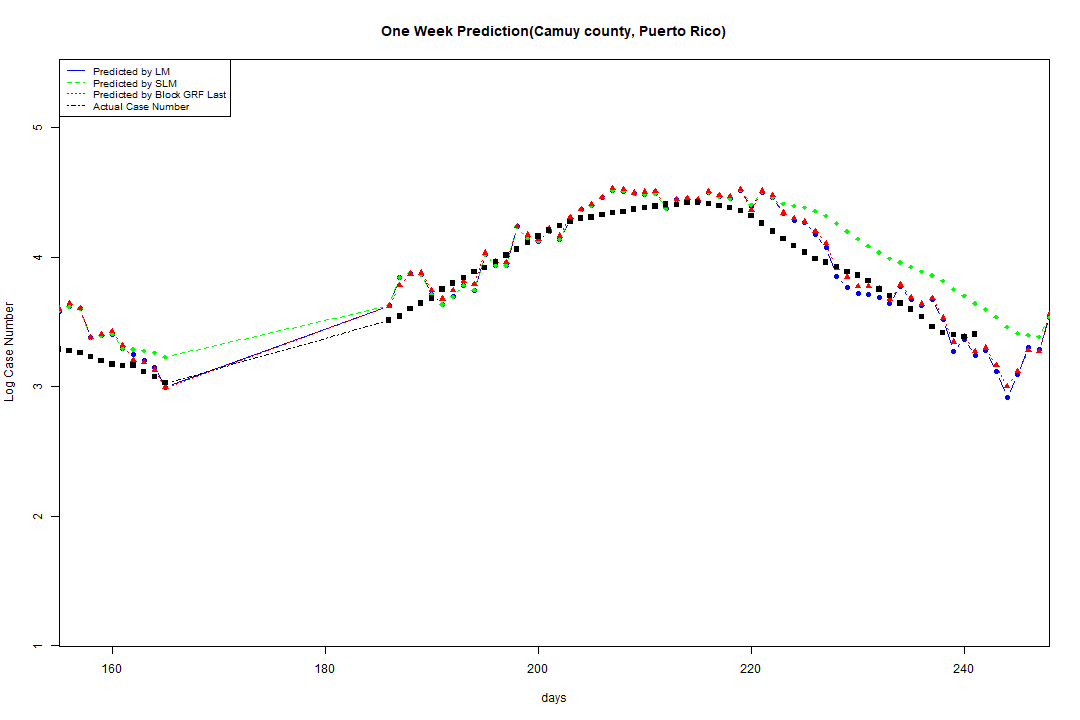 One Week Prediction(Camuy county, Puerto Rico)
Predicted by LM
Predicted by SLM
Predicted by Block GRF Last
Actual Case Number
5
4
3
2
1
Log Case Number
160 180 200 220 240
days